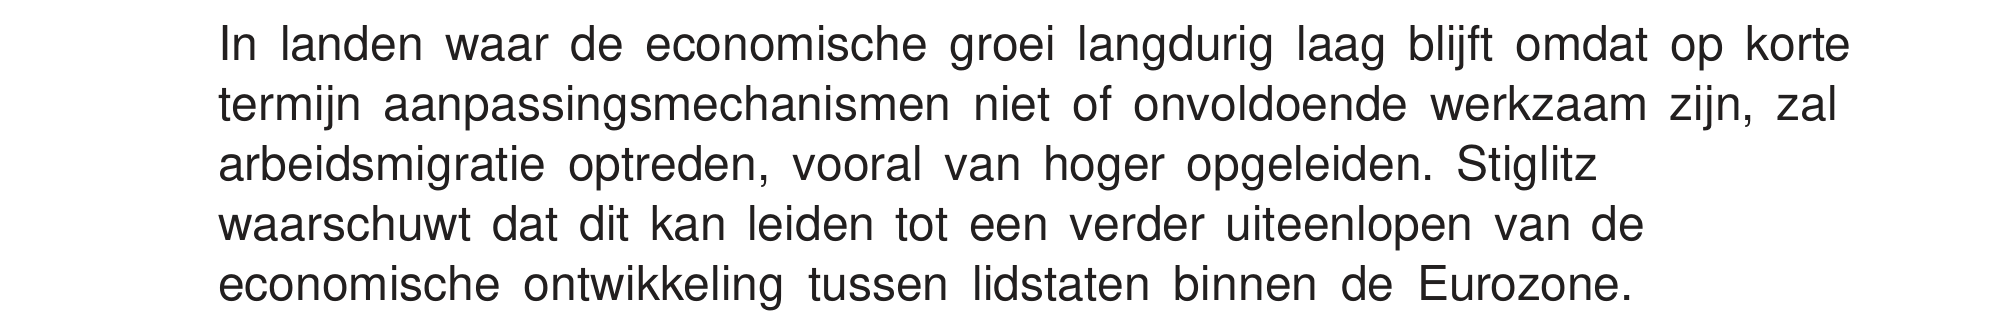 In landen waar de economische groei langdurig laag blijft omdat op korte
termijn aanpassingsmechanismen niet of onvoldoende werkzaam zijn, zal
arbeidsmigratie optreden, vooral van hoger opgeleiden. Stiglitz
waarschuwt dat dit kan leiden tot een verder uiteenlopen van de
economische ontwikkeling tussen lidstaten binnen de Eurozone.